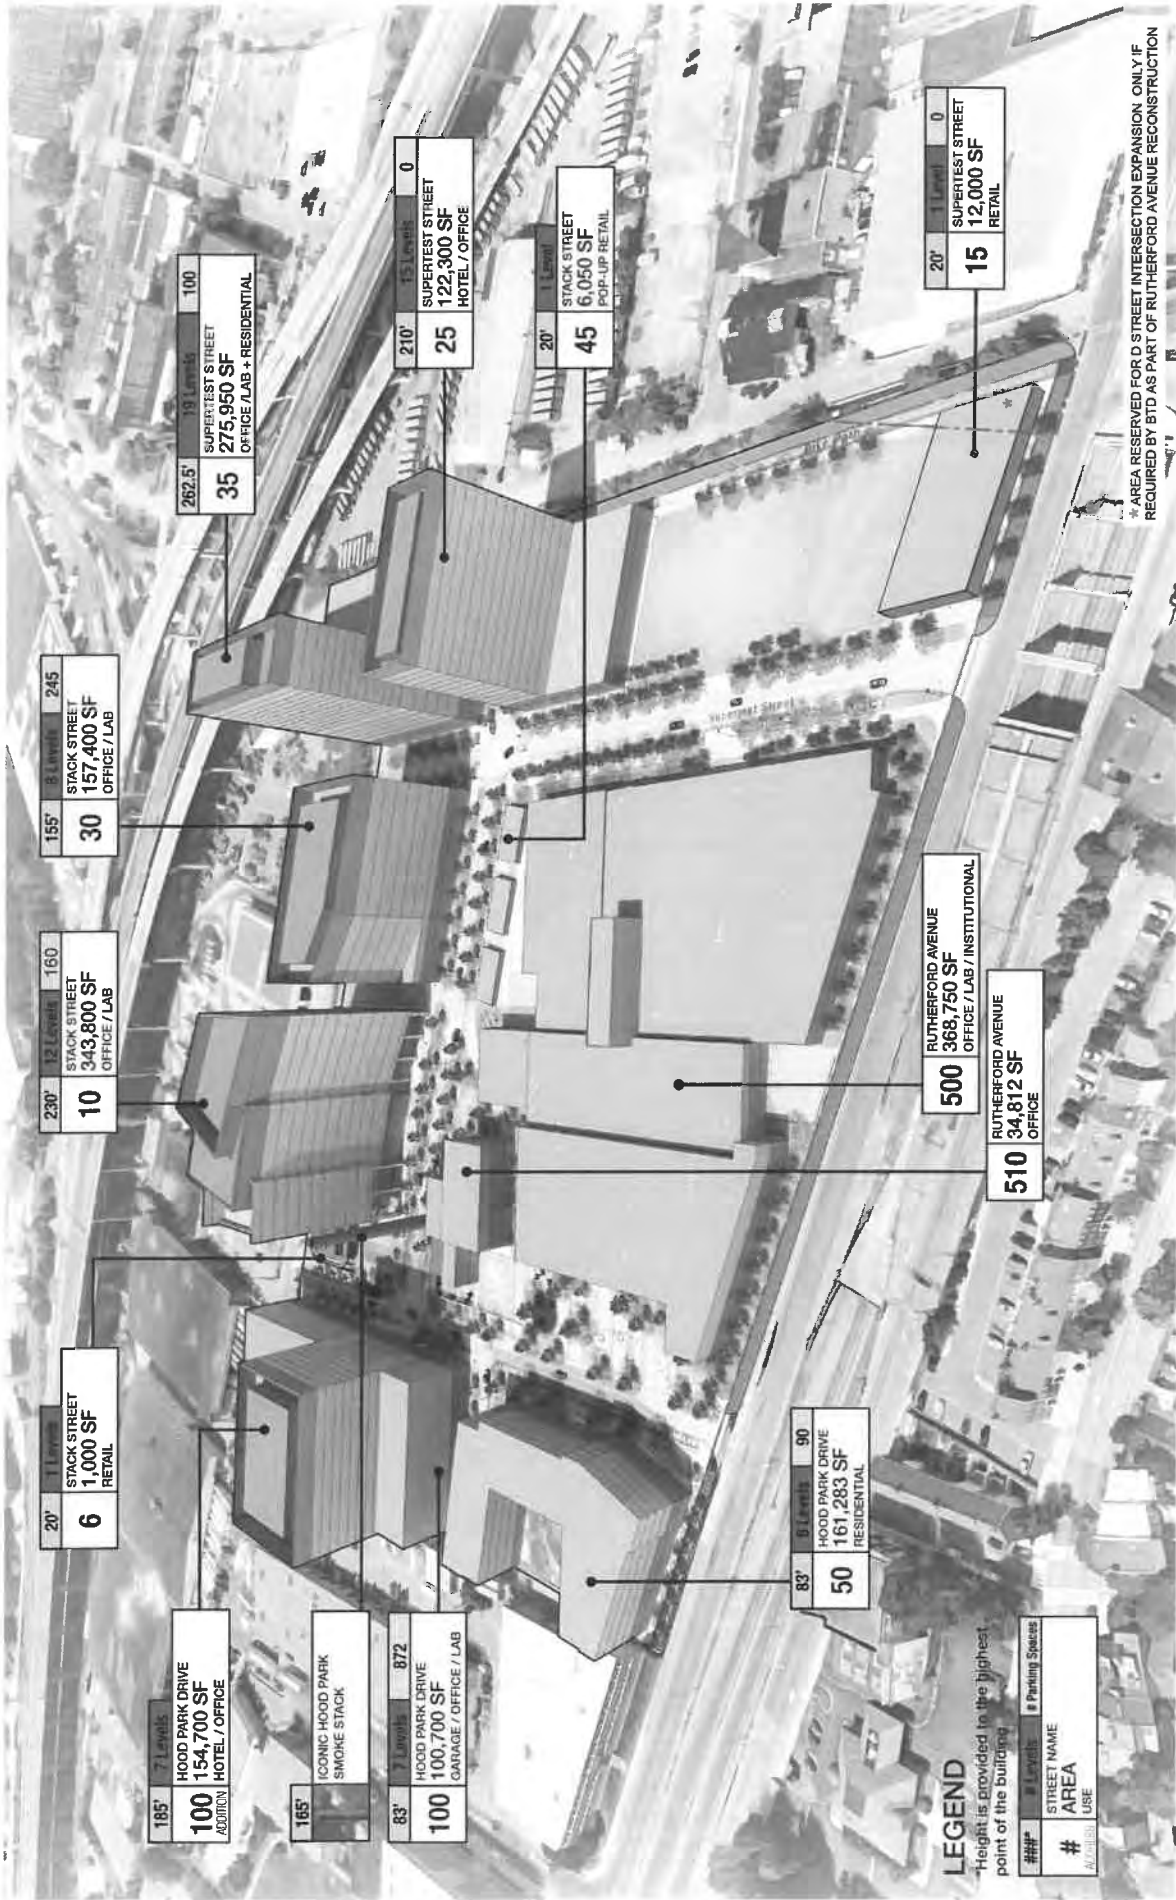 20' 1 Levels
6 STACK STREET
1,000 SF
RETAIL
230' 12 Levels 160
10 STACK STREET
343,800 SF
OFFICE / LAB
155' 8 Levels 245
30 STACK STREET
157,400 SF
OFFICE / LAB
262.5' 19 Levels 100
35 SUPERTEST STREET
275,950 SF
OFFICE /LAB + RESIDENTIAL
210' 15 Levels 0
25 SUPERTEST STREET
122,300 SF
HOTEL / OFFICE
20' 1 Level
45 STACK STREET
6,050 SF
POP-UP RETAIL
20' 1 Level 0
15 SUPERTEST STREET
12,000 SF
RETAIL
185' 7 Levels
100 HOOD PARK DRIVE
154,700 SF
ADDITION HOTEL / OFFICE
165' ICONIC HOOD PARK
SMOKE STACK
83' 7 Levels 872
100 HOOD PARK DRIVE
100,700 SF
GARAGE / OFFICE / LAB
83' Levels 90
50 HOOD PARK DRIVE
161,283 SF
RESIDENTIAL
510 RUTHERFORD AVENUE
34,812 SF
OFFICE
500 RUTHERFORD AVENUE
368,750 SF
OFFICE / LAB / INSTITUTIONAL
*
* AREA RESERVED FOR D STREET INTERSECTION EXPANSION ONLY IF
REQUIRED BY BTD AS PART OF RUTHERFORD AVENUE RECONSTRUCTION
LEGEND
*Height is provided to the highest
point of the building
###* # Levels # Parking Spaces
# STREET NAME
AREA
ADDRESS USE